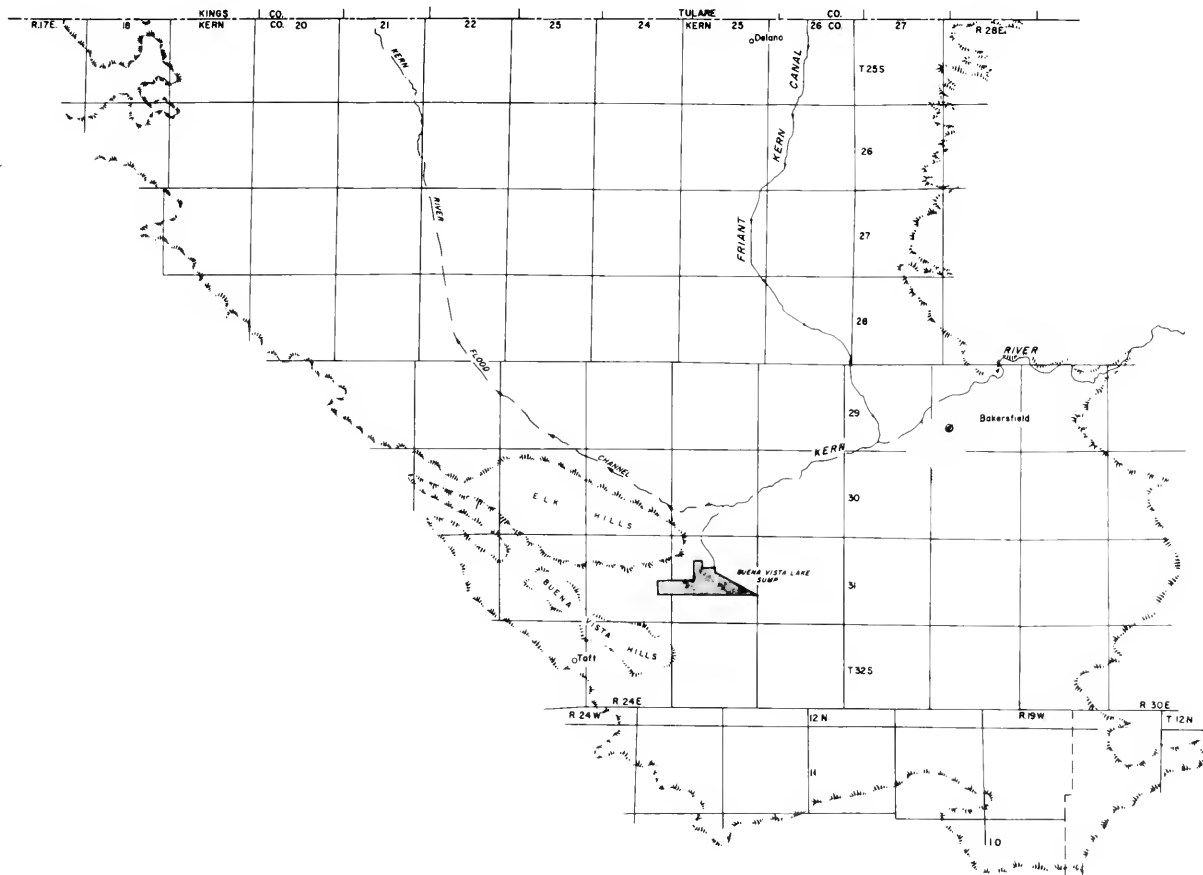 KINGS CO. TULARE CO.
R.17E. 18 KERN CO. 20 21 22 23 24 KERN 25 26 CO. 27 R 28E.
Delano
KERN
CANAL
T25S
KERN
26
RIVER
FRIANT
27
28
FLOOD
RIVER
29
Bakersfield
KERN
CHANNEL
30
ELK
HILLS
BUENA VISTA LAKE
SUMP
31
BUENA
VISTA
HILLS
Taft
T32S
R 24E R 30E
R 24W 12 N R.19W T 12N
11
10